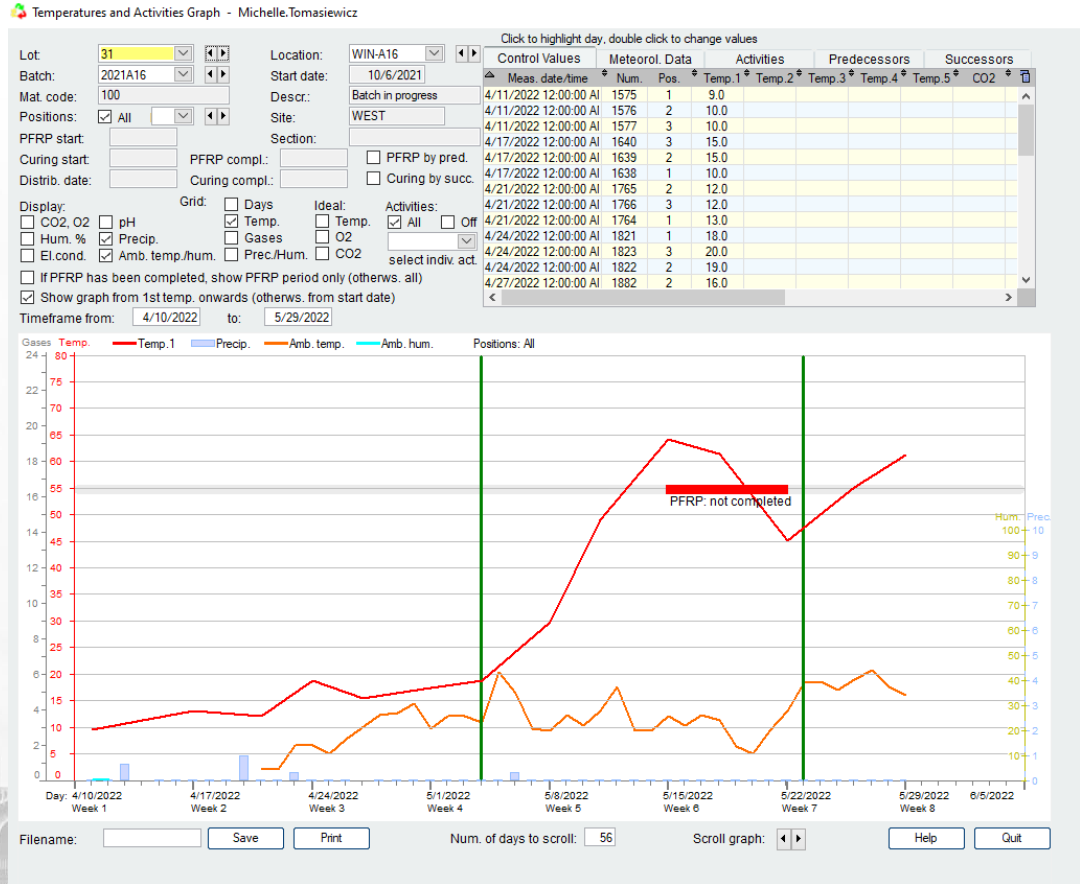 Temperatures and Activities Graph - Michelle.Tomasiewicz
Click to highlight day, double click to change values
Lot: 31
Location: WIN-A16
Batch: 2021A16
Start date: 10/6/2021
Mat. code: 100
Descr.: Batch in progress
Positions: All
Site: WEST
PFRP start:
Section:
Curing start:
PFRP compl.:
PFRP by pred.
Distrib. date:
Curing compl.:
Curing by succ.
Control Values Meteorol. Data Activities Predecessors Successors
Meas. date/time Num. Pos. Temp.1 Temp.2 Temp.3 Temp.4 Temp.5 CO2
4/11/2022 12:00:00 AI 1575 1 9.0
4/11/2022 12:00:00 AI 1576 2 10.0
4/11/2022 12:00:00 AI 1577 3 10.0
4/17/2022 12:00:00 AI 1640 3 15.0
4/17/2022 12:00:00 AI 1639 2 15.0
4/17/2022 12:00:00 AI 1638 1 10.0
4/21/2022 12:00:00 AI 1765 2 12.0
4/21/2022 12:00:00 AI 1766 3 12.0
4/21/2022 12:00:00 AI 1764 1 13.0
4/24/2022 12:00:00 AI 1821 1 18.0
4/24/2022 12:00:00 AI 1823 3 20.0
4/24/2022 12:00:00 AI 1822 2 19.0
4/27/2022 12:00:00 AI 1882 2 16.0
Display: Grid: Days Ideal: Activities:
CO2, O2 pH Temp. Temp. All Off
Hum. % Precip. Gases O2
El.cond. Amb. temp./hum. Prec./Hum. CO2 select indiv. act.
If PFRP has been completed, show PFRP period only (otherws. all)
Show graph from 1st temp. onwards (otherws. from start date)
Timeframe from: 4/10/2022 to: 5/29/2022
Gases Temp. Temp.1 Precip. Amb. temp. Amb. hum. Positions: All
24 80
75
22
70
20 65
18 60
55
16
50
14
45
12 40
35
10
30
8
25
6 20
15
4
10
2
5
0 0
PFRP: not completed
Hum. Prec.
100 10
90 9
80 8
70 7
60 6
50 5
40 4
30 3
20 2
10 1
0
Day: 4/10/2022 4/17/2022 4/24/2022 5/1/2022 5/8/2022 5/15/2022 5/22/2022 5/29/2022 6/5/2022
Week 1 Week 2 Week 3 Week 4 Week 5 Week 6 Week 7 Week 8
Filename: Save Print Num. of days to scroll: 56 Scroll graph: Help Quit